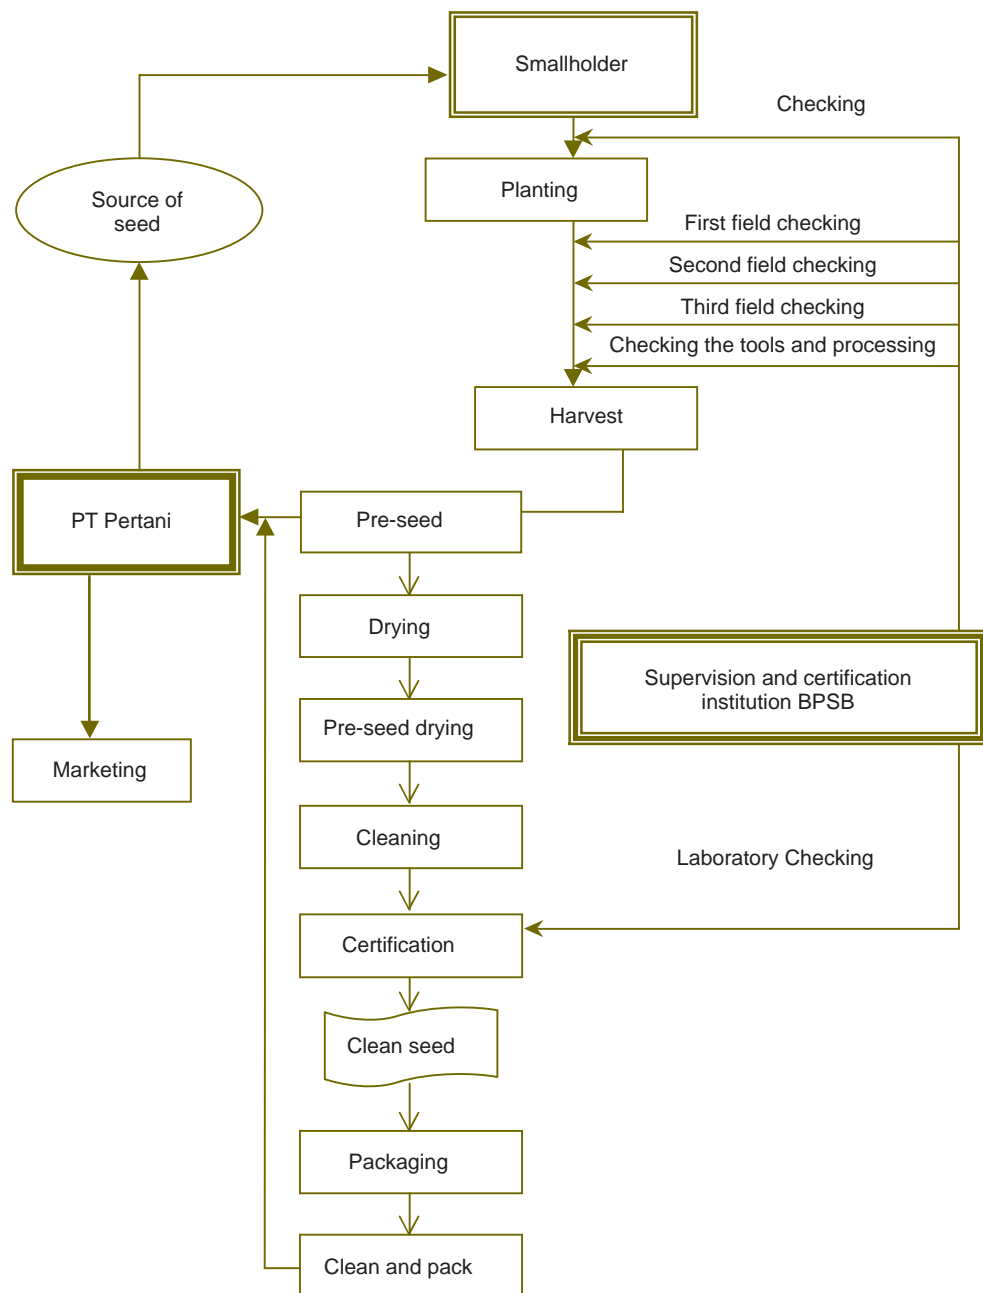 Smallholder
Checking
Source of
seed
Planting
First field checking
Second field checking
Third field checking
Checking the tools and processing
Harvest
PT Pertani
Pre-seed
Drying
Supervision and certification
institution BPSB
Pre-seed drying
Marketing
Cleaning
Laboratory Checking
Certification
Clean seed
Packaging
Clean and pack